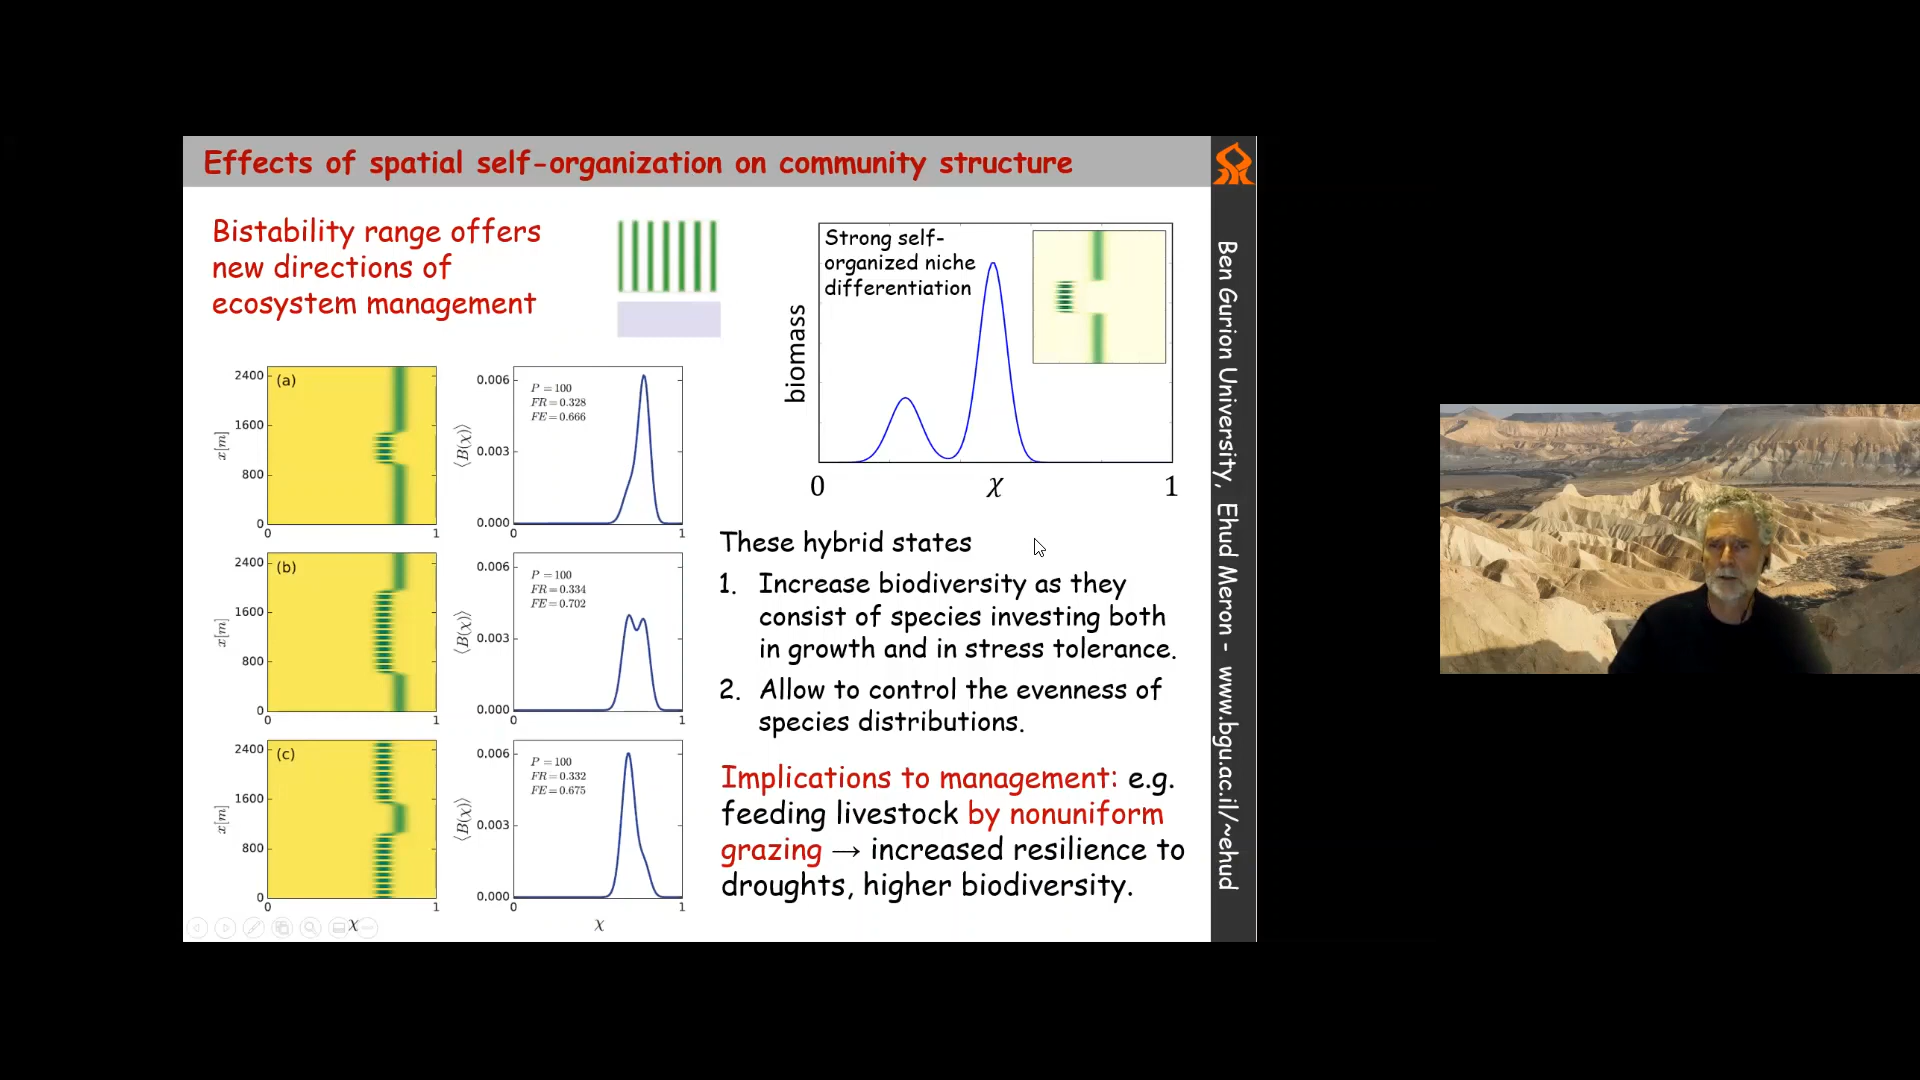 Effects of spatial self-organization on community structure
Bistability range offers
new directions of
ecosystem management
Strong self-
organized niche
differentiation
biomass
0
χ
1
(a)
2400
1600
800
0
x[m]
0
1
0.006
0.003
0.000
⟨B(χ)⟩
P = 100
FR = 0.328
FE = 0.666
0
1
(b)
2400
1600
800
0
x[m]
0
1
0.006
0.003
0.000
⟨B(χ)⟩
P = 100
FR = 0.334
FE = 0.702
0
1
(c)
2400
1600
800
0
x[m]
0
1
χ
0.006
0.003
0.000
⟨B(χ)⟩
P = 100
FR = 0.332
FE = 0.675
0
1
χ
These hybrid states
1. Increase biodiversity as they
consist of species investing both
in growth and in stress tolerance.
2. Allow to control the evenness of
species distributions.
Implications to management: e.g.
feeding livestock by nonuniform
grazing → increased resilience to
droughts, higher biodiversity.
Ben Gurion University, Ehud Meron - www.bgu.ac.il/~ehud